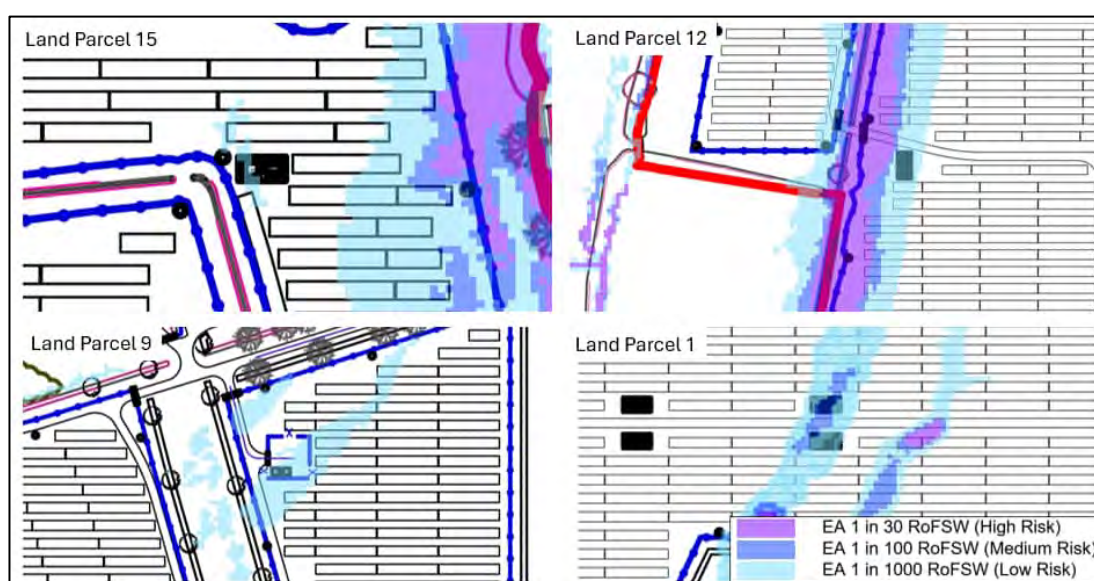 Land Parcel 15
Land Parcel 12
Land Parcel 9
Land Parcel 1
EA 1 in 30 RoFSW (High Risk)
EA 1 in 100 RoFSW (Medium Risk)
EA 1 in 1000 RoFSW (Low Risk)